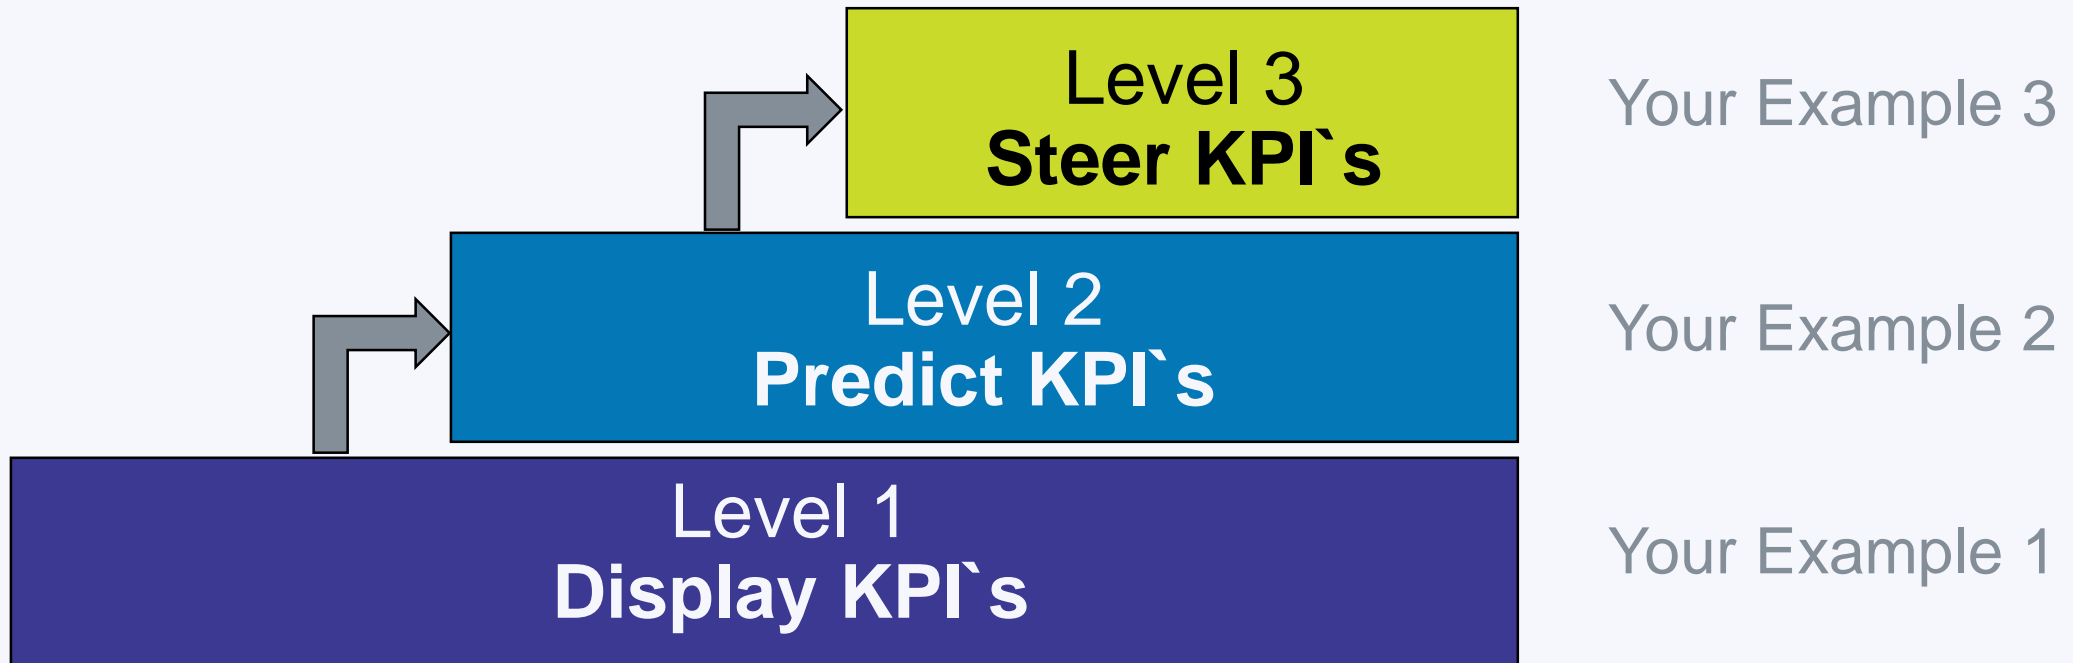 Level 3
Steer KPI`s
Your Example 3
Level 2
Predict KPI`s
Your Example 2
Level 1
Display KPI`s
Your Example 1